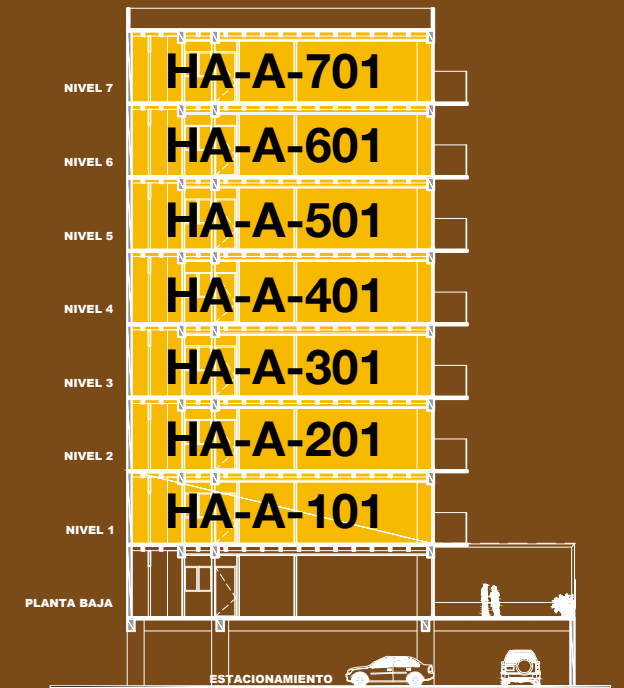 HA-A-701
NIVEL 7
HA-A-601
NIVEL 6
HA-A-501
NIVEL 5
HA-A-401
NIVEL 4
HA-A-301
NIVEL 3
HA-A-201
NIVEL 2
HA-A-101
NIVEL 1
PLANTA BAJA
ESTACIONAMIENTO